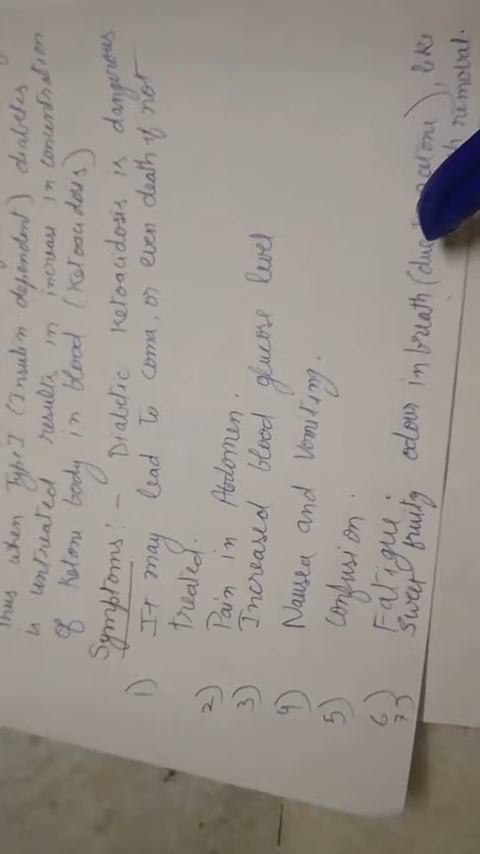 Thus when Type I (Insulin dependent) diabetes
is untreated results in increase in concentration
of Ketone body in blood (Ketoacidosis)
Symptoms:- Diabetic Ketoacidosis is dangerous
1) It may lead to coma, or even death if not
treated.
2) Pain in Abdomen.
3) Increased blood glucose level
4) Nausea and Vomiting.
5) Confusion.
6) Fatigue.
7) Sweet fruity odour in breath (due acetone), like
removal.